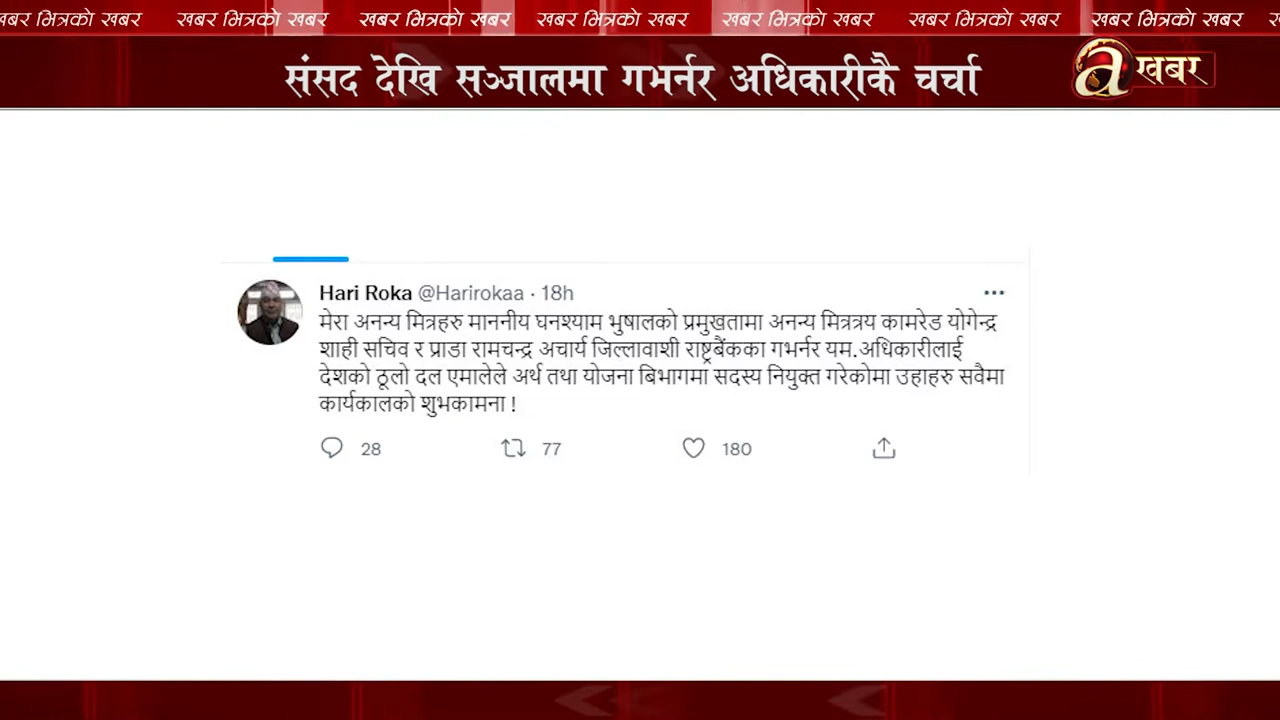 खबर भित्रको खबर खबर भित्रको खबर खबर भित्रको खबर खबर भित्रको खबर खबर भित्रको खबर खबर भित्रको खबर खबर भित्रको खबर
संसद देखि सञ्जालमा गभर्नर अधिकारीकै चर्चा
a खबर
Hari Roka @Harirokaa · 18h
मेरा अनन्य मित्रहरु माननीय घनश्याम भुषालको प्रमुखतामा अनन्य मित्रत्रय कामरेड योगेन्द्र
शाही सचिव र प्राडा रामचन्द्र अचार्य जिल्लावाशी राष्ट्रबैंकका गभर्नर यम.अधिकारीलाई
देशको ठूलो दल एमालेले अर्थ तथा योजना बिभागमा सदस्य नियुक्त गरेकोमा उहाहरु सवैमा
कार्यकालको शुभकामना !
28 77 180